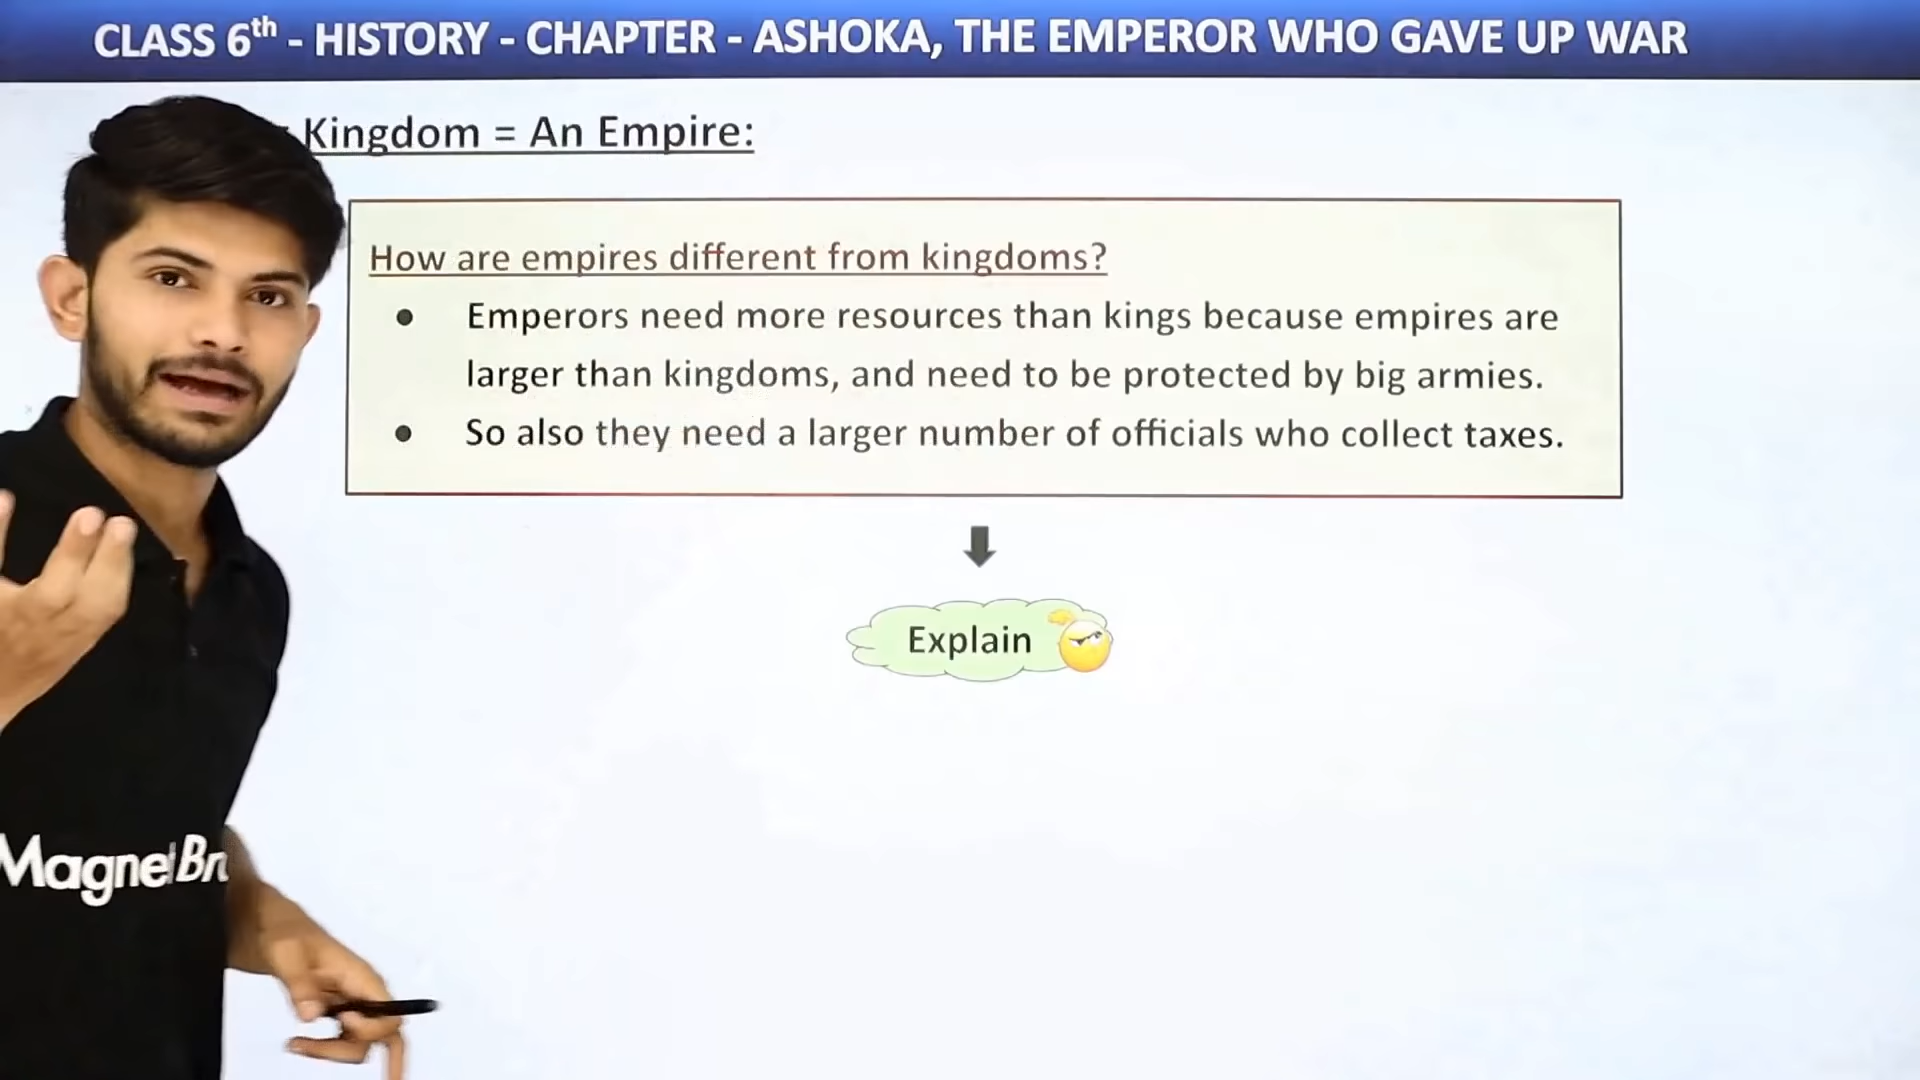 CLASS 6th - HISTORY - CHAPTER - ASHOKA, THE EMPEROR WHO GAVE UP WAR
Kingdom = An Empire:
How are empires different from kingdoms?
● Emperors need more resources than kings because empires are
larger than kingdoms, and need to be protected by big armies.
● So also they need a larger number of officials who collect taxes.
Explain
Magnet Br